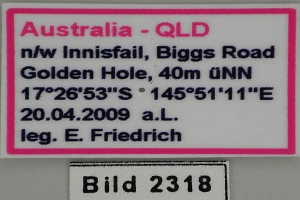 Australia - QLD
n/w Innisfail, Biggs Road
Golden Hole, 40m üNN
17°26'53"S * 145°51'11"E
20.04.2009 a.L.
leg. E. Friedrich
Bild 2318